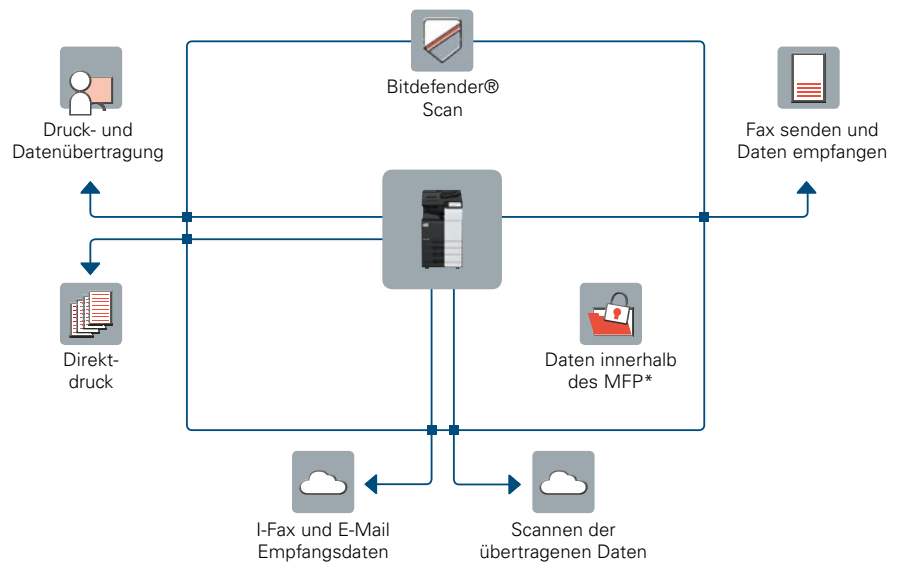 Bitdefender®
Scan
Druck- und
Datenübertragung
Fax senden und
Daten empfangen
Direkt-
druck
Daten innerhalb
des MFP*
I-Fax und E-Mail
Empfangsdaten
Scannen der
übertragenen Daten